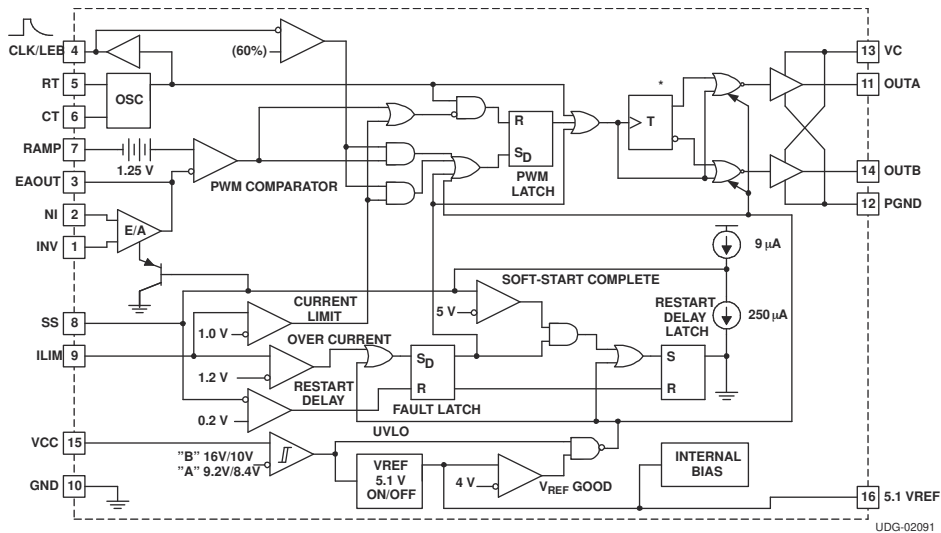 CLK/LEB 4
(60%)
13 VC
RT 5
OSC
*
11 OUTA
CT 6
R
T
RAMP 7
1.25 V
SD
EAOUT 3
PWM COMPARATOR
PWM
LATCH
14 OUTB
NI 2
12 PGND
E/A
INV 1
9 μA
SOFT-START COMPLETE
SS 8
CURRENT
LIMIT
5 V
RESTART
DELAY
LATCH
250 μA
1.0 V
ILIM 9
OVER CURRENT
SD
S
1.2 V
RESTART
DELAY
R
R
FAULT LATCH
0.2 V
UVLO
VCC 15
"B" 16V/10V
"A" 9.2V/8.4V
VREF
5.1 V
ON/OFF
INTERNAL
BIAS
4 V
VREF GOOD
GND 10
16 5.1 VREF
UDG-02091